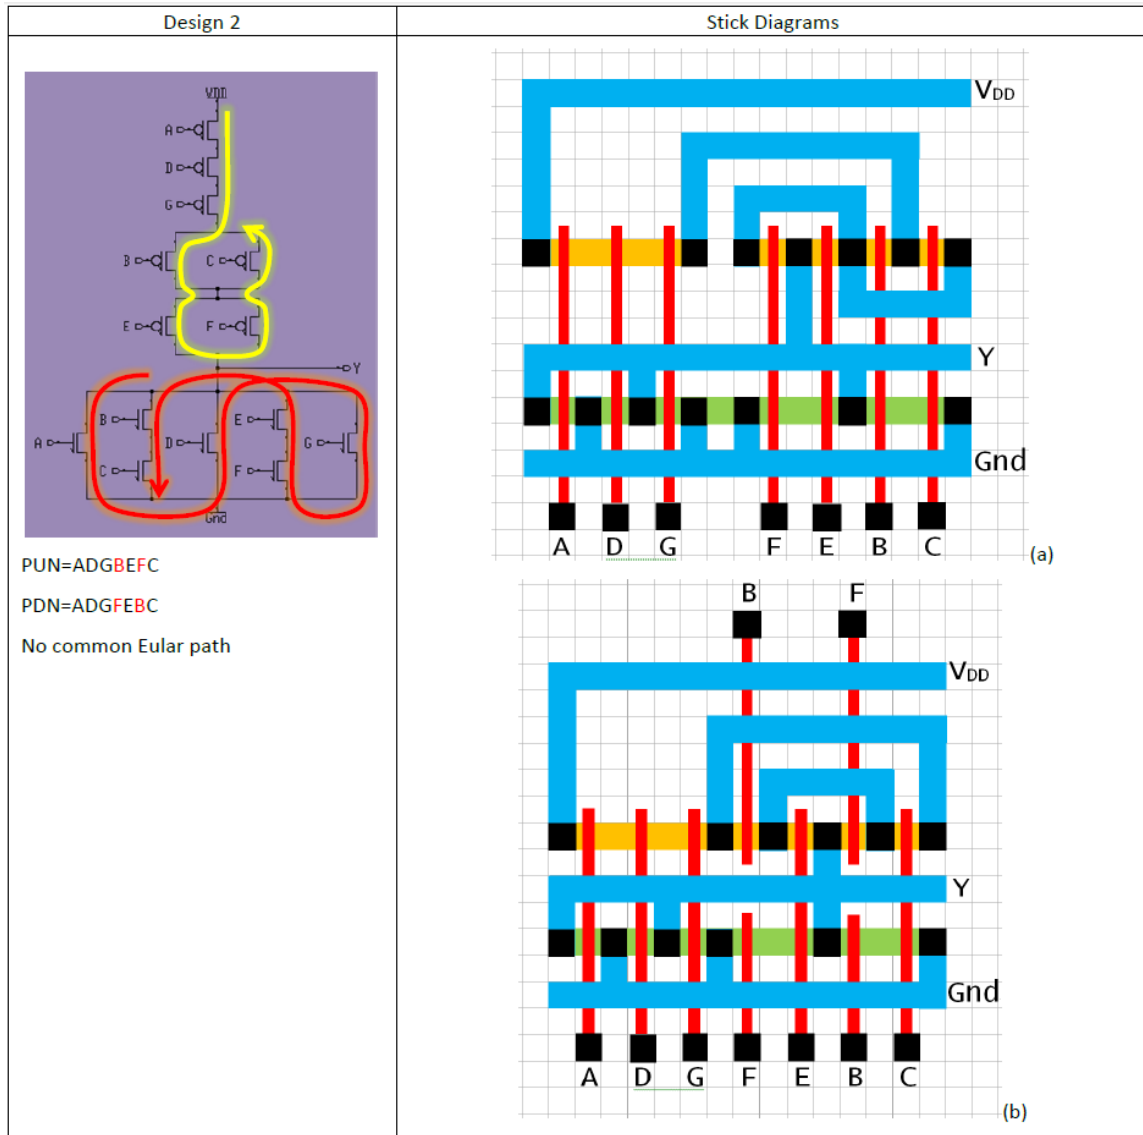 Design 2
Stick Diagrams
VDD
A
D
G
B C
E F
Y
B E
A D G
C F
Gnd
PUN=ADGBEFC
PDN=ADGFEBC
No common Eular path
VDD
Y
Gnd
A D G F E B C
(a)
B F
VDD
Y
Gnd
A D G F E B C
(b)